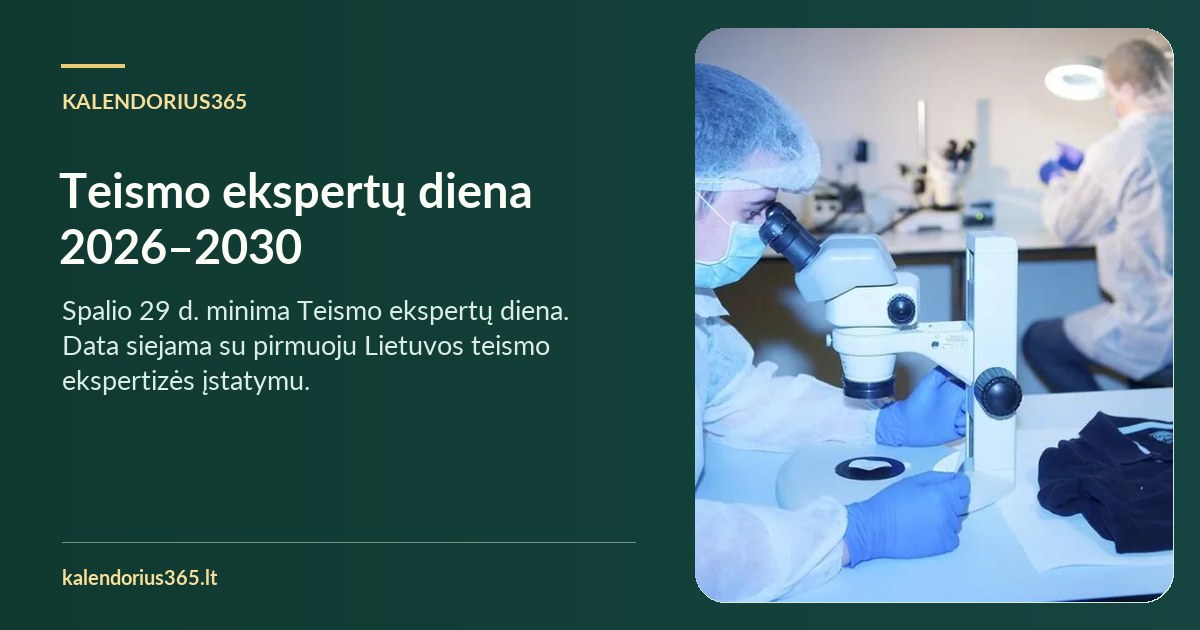 KALENDORIUS365
Teismo ekspertų diena
2026–2030
Spalio 29 d. minima Teismo ekspertų diena.
Data siejama su pirmuoju Lietuvos teismo
ekspertizės įstatymu.
kalendorius365.lt